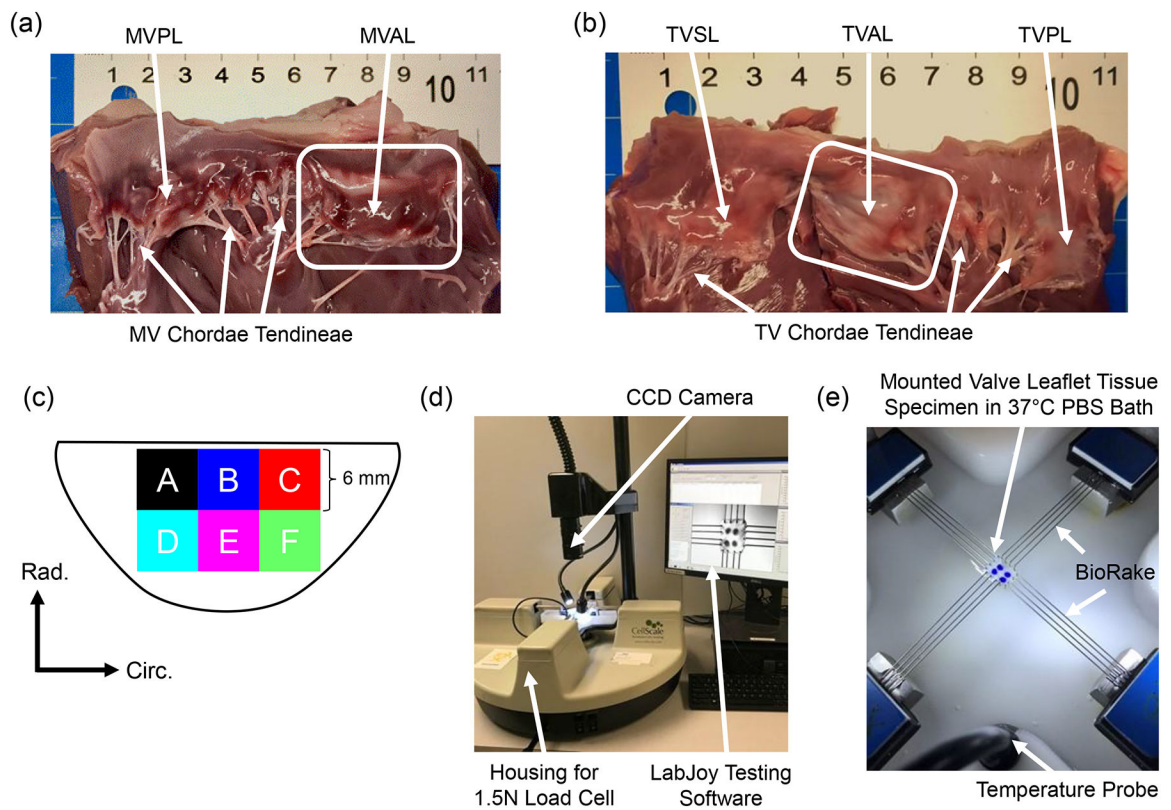 (a)
MVPL
MVAL
1 2 3 4 5 6 7 8 9 10 11
MV Chordae Tendineae
(b)
TVSL
TVAL
TVPL
1 2 3 4 5 6 7 8 9 10 11
TV Chordae Tendineae
(c)
A B C
6 mm
D E F
Rad.
Circ.
(d)
CCD Camera
CellScale
Housing for
1.5N Load Cell
LabJoy Testing
Software
(e)
Mounted Valve Leaflet Tissue
Specimen in 37°C PBS Bath
BioRake
Temperature Probe